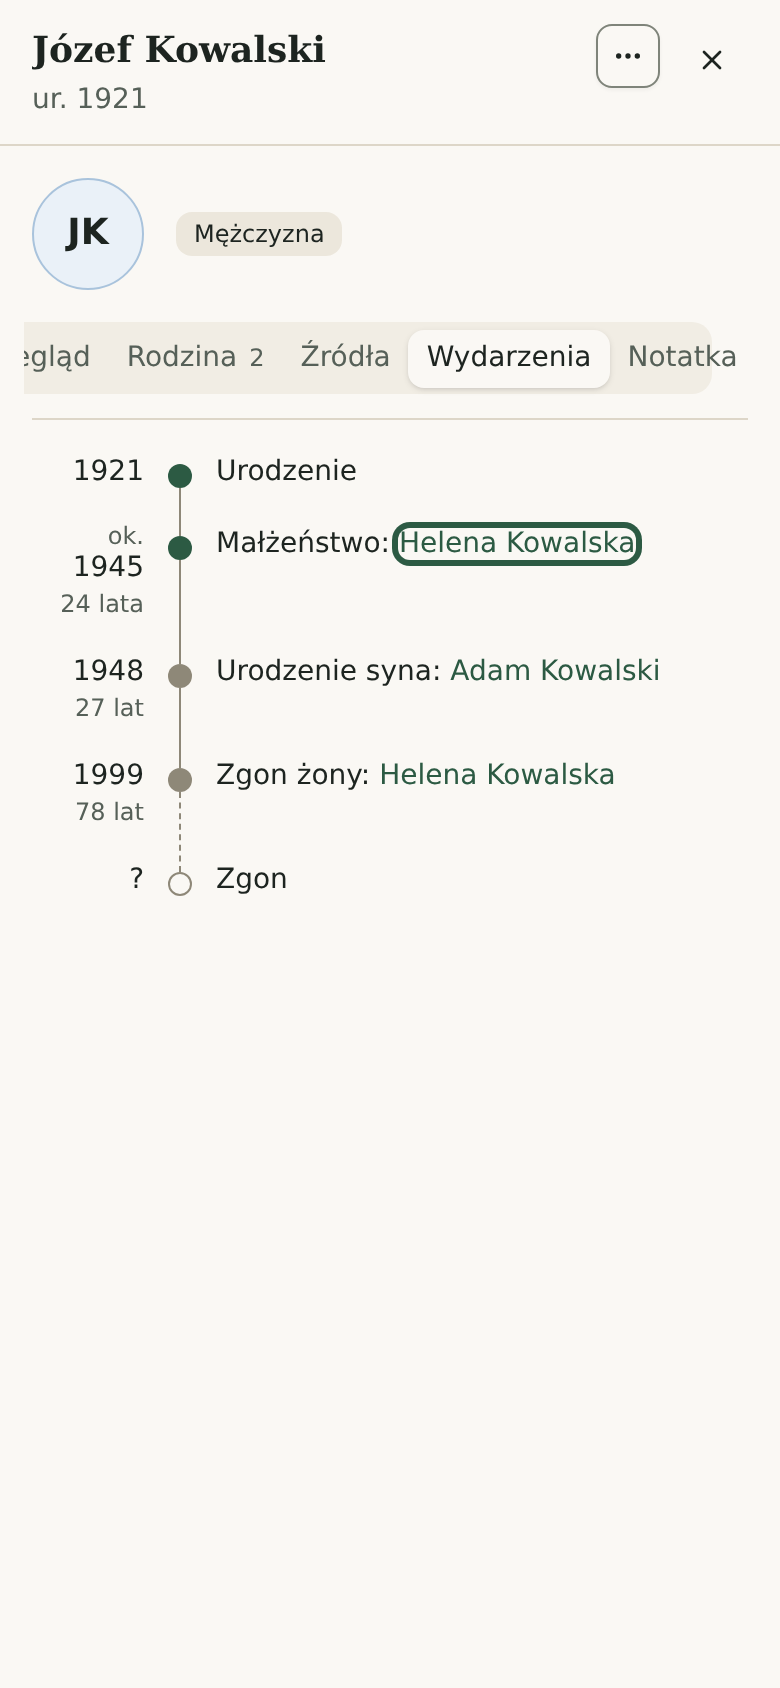 Józef Kowalski
ur. 1921
JK
Mężczyzna
egląd Rodzina 2 Źródła Wydarzenia Notatka
1921 Urodzenie
ok.
1945 Małżeństwo: Helena Kowalska
24 lata
1948 Urodzenie syna: Adam Kowalski
27 lat
1999 Zgon żony: Helena Kowalska
78 lat
? Zgon